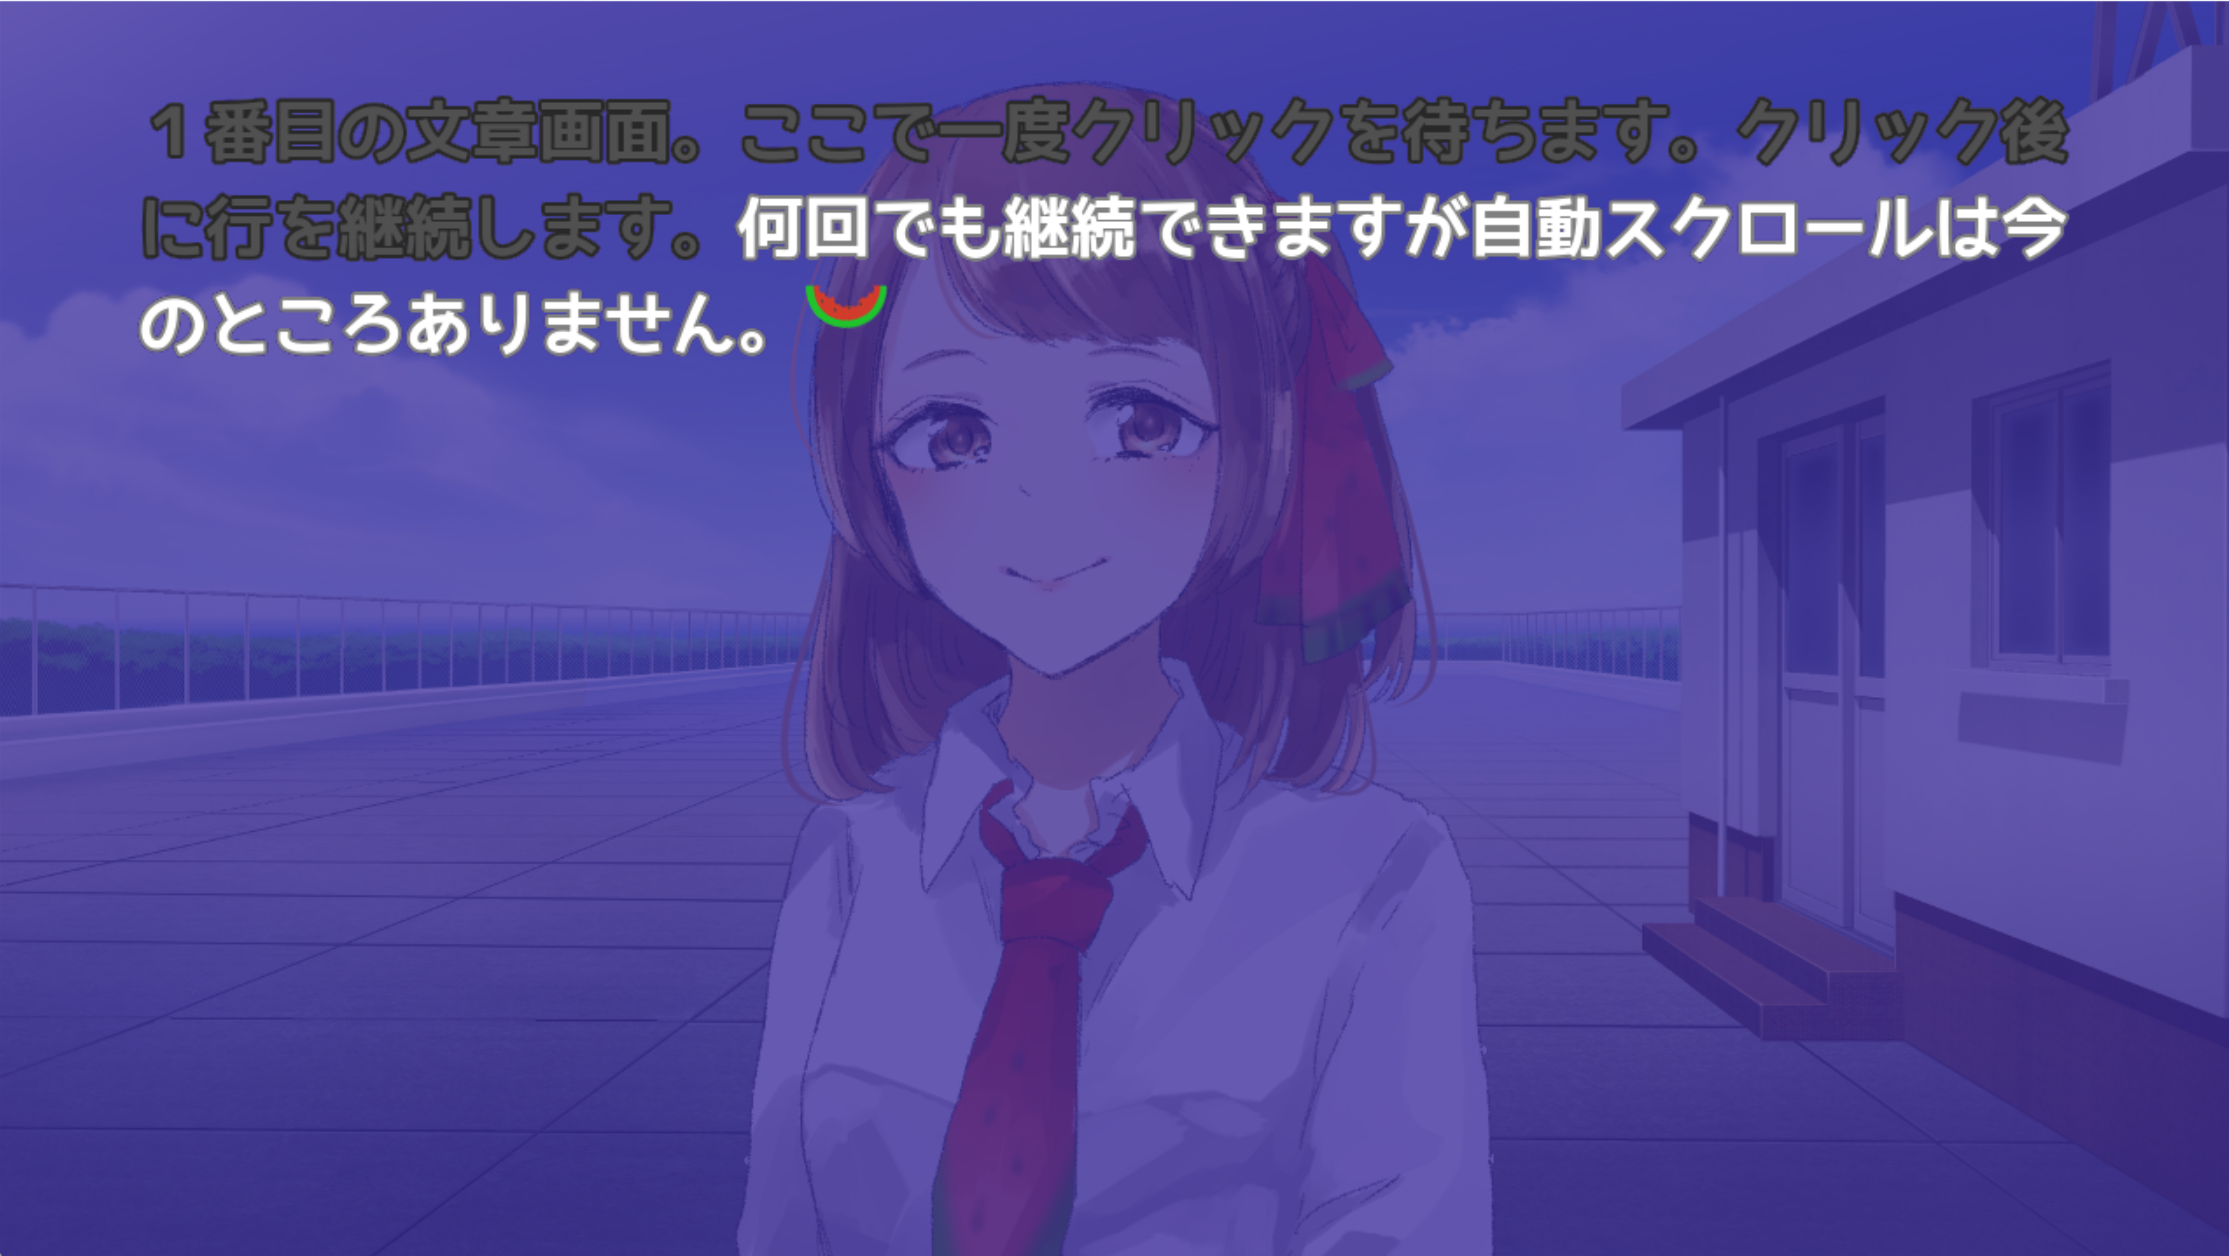 １番目の文章画面。ここで一度クリックを待ちます。クリック後
に行を継続します。何回でも継続できますが自動スクロールは今
のところありません。